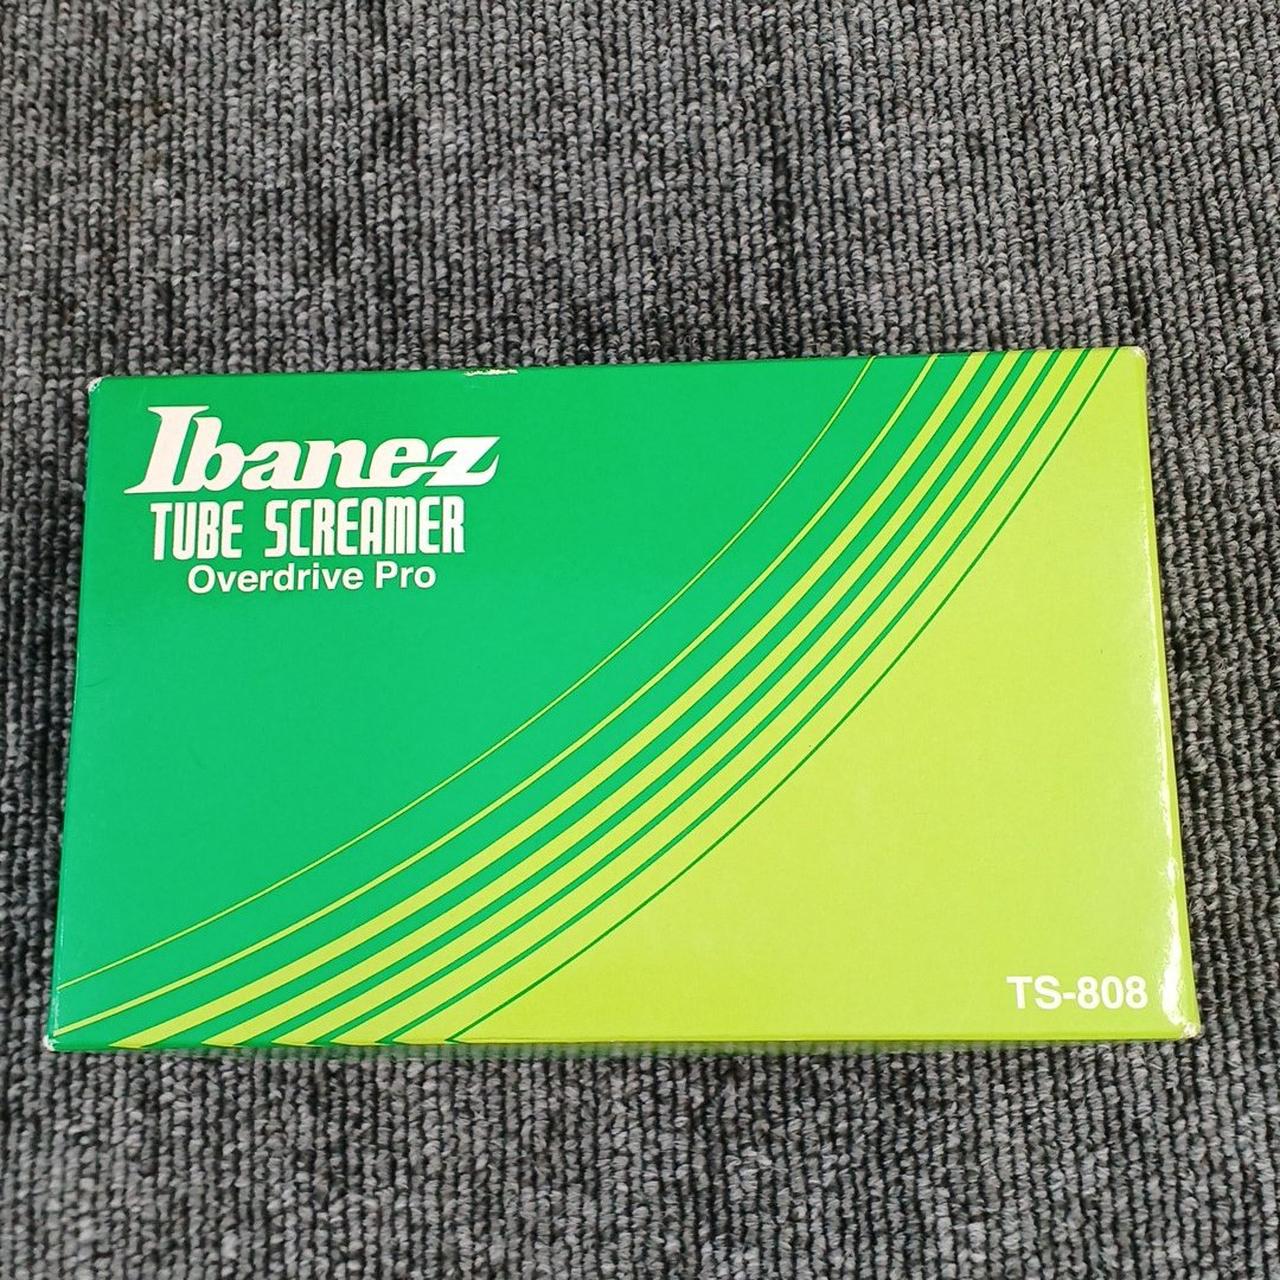 Ibanez
TUBE SCREAMER
Overdrive Pro
TS-808